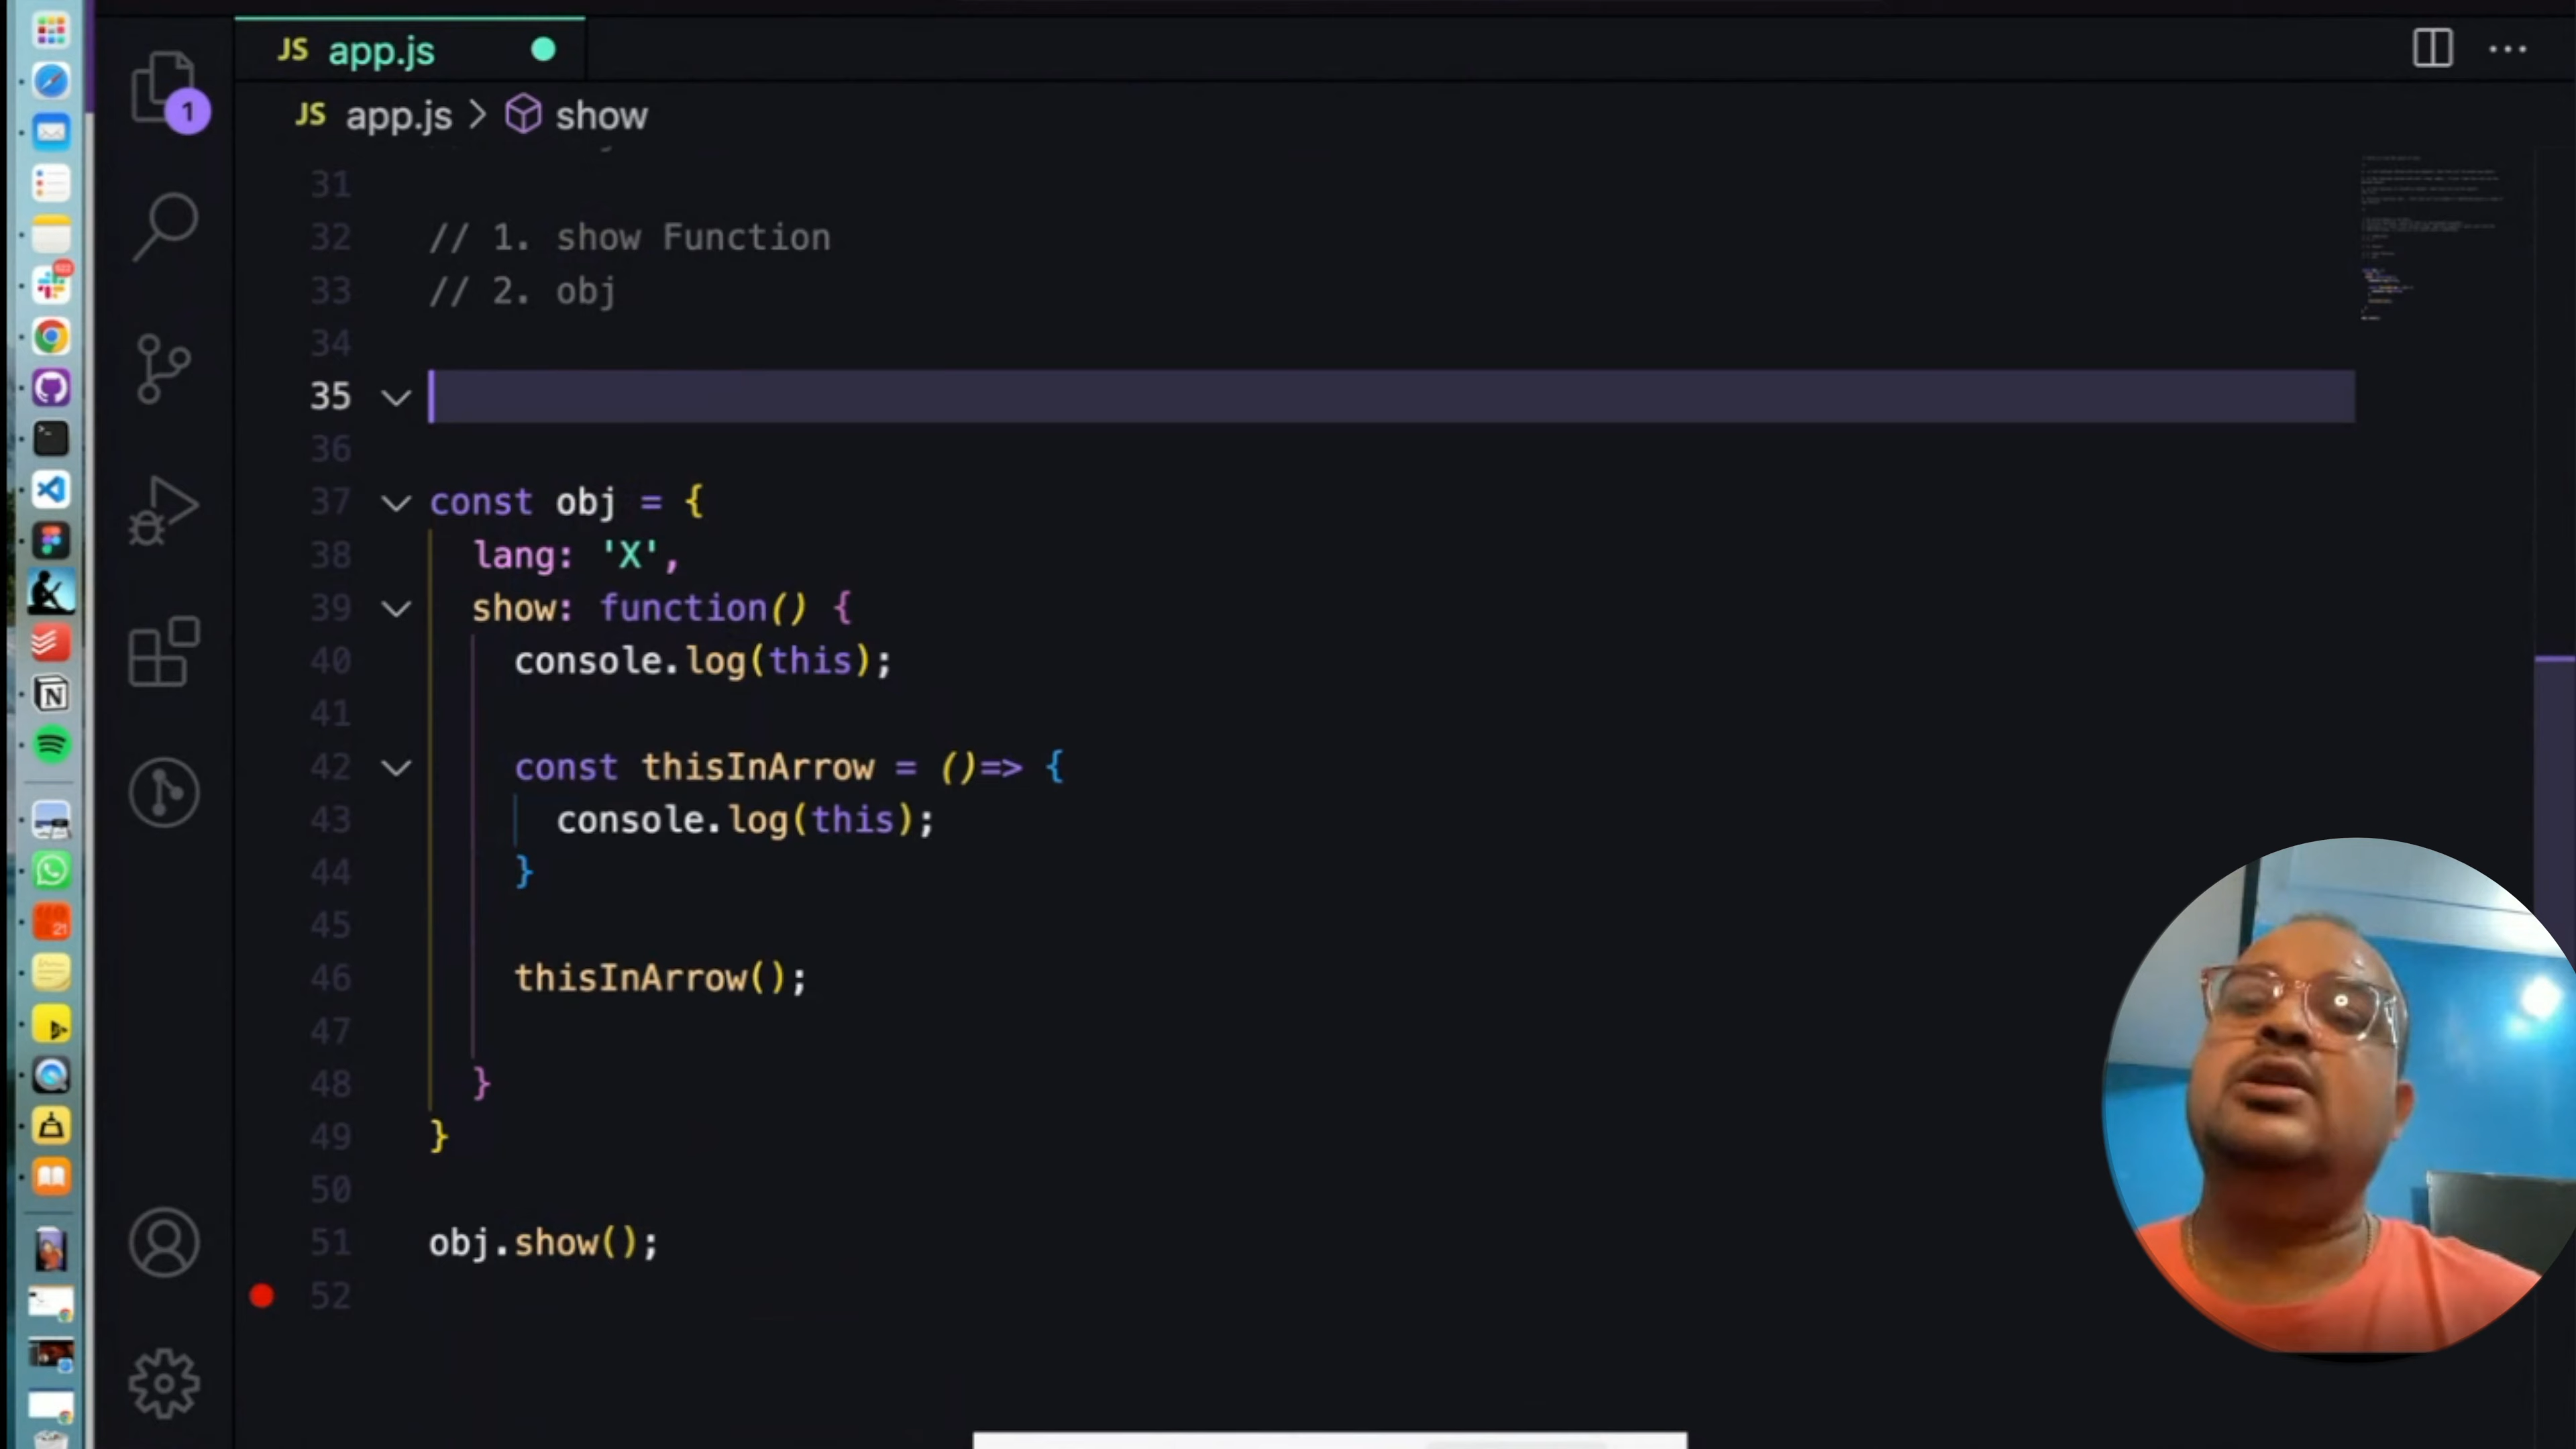 JS app.js
JS app.js > show
1
31
32 // 1. show Function
33 // 2. obj
34
35
36
37 const obj = {
38 lang: 'X',
39 show: function() {
40 console.log(this);
41
42 const thisInArrow = ()=> {
43 console.log(this);
44 }
45
46 thisInArrow();
47
48 }
49 }
50
51 obj.show();
52
21